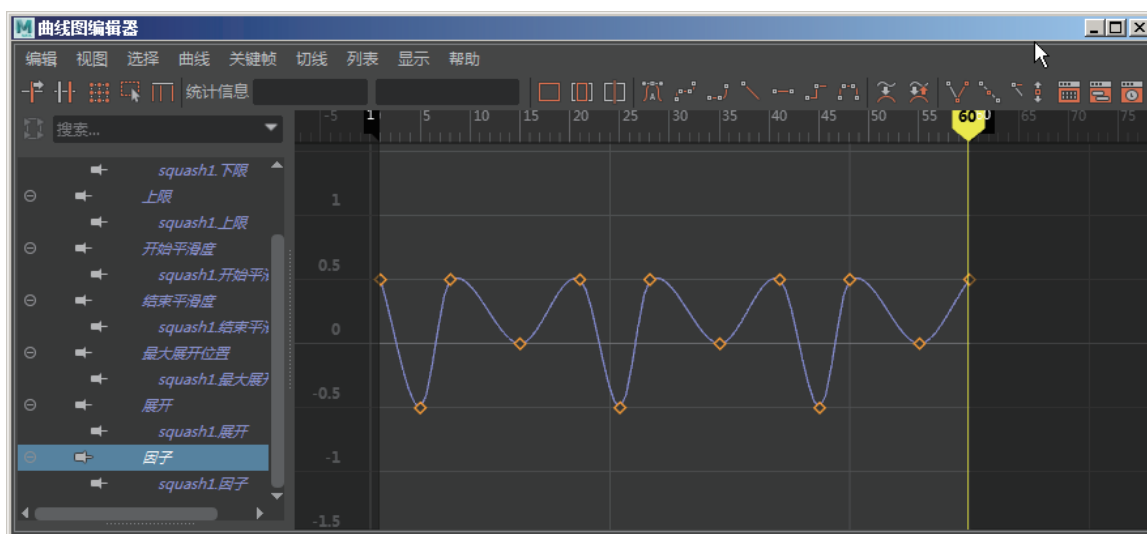 曲线图编辑器
编辑 视图 选择 曲线 关键帧 切线 列表 显示 帮助
统计信息
搜索...
-5 1 5 10 15 20 25 30 35 40 45 50 55 60 65 70 75
squash1.下限
上限
squash1.上限
开始平滑度
squash1.开始平滑
结束平滑度
squash1.结束平滑
最大展开位置
squash1.最大展开
展开
squash1.展开
因子
squash1.因子
1
0.5
0
-0.5
-1
-1.5